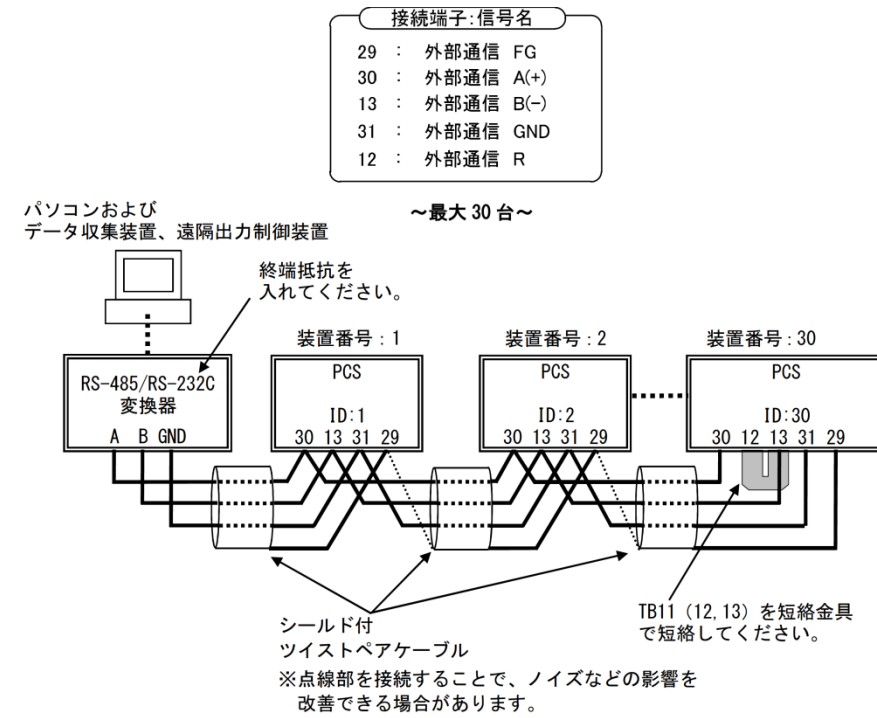 接続端子:信号名
29 : 外部通信 FG
30 : 外部通信 A(+)
13 : 外部通信 B(−)
31 : 外部通信 GND
12 : 外部通信 R
~最大 30 台~
パソコンおよび
データ収集装置、遠隔出力制御装置
終端抵抗を
入れてください。
装置番号:1
装置番号:2
装置番号:30
RS-485/RS-232C
変換器
A B GND
PCS
ID:1
30 13 31 29
PCS
ID:2
30 13 31 29
PCS
ID:30
30 12 13 31 29
シールド付
ツイストペアケーブル
※点線部を接続することで、ノイズなどの影響を
改善できる場合があります。
TB11(12,13)を短絡金具
で短絡してください。